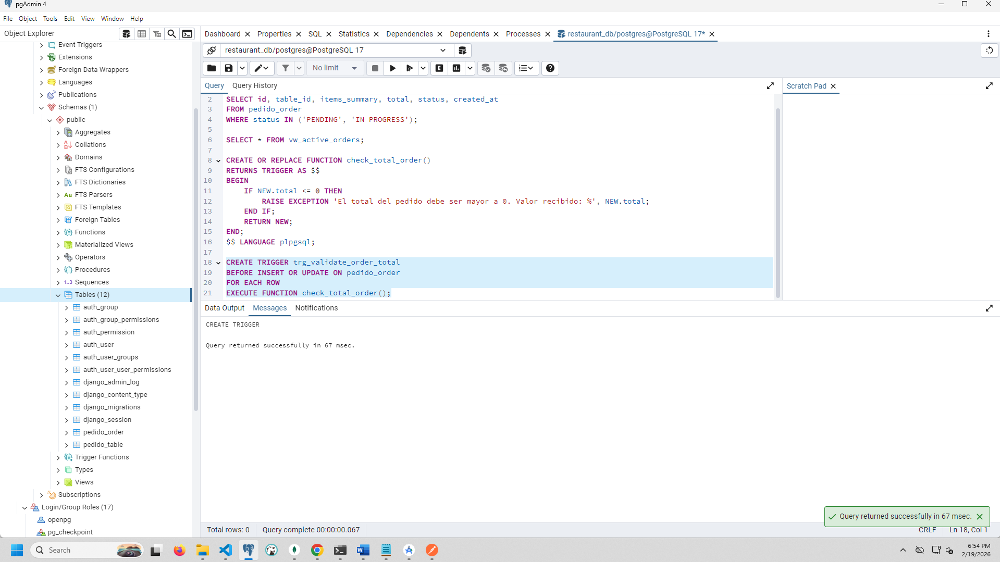 pgAdmin 4
File Object Tools Edit View Window Help
Object Explorer
Event Triggers
Extensions
Foreign Data Wrappers
Languages
Publications
Schemas (1)
public
Aggregates
Collations
Domains
FTS Configurations
FTS Dictionaries
Aa FTS Parsers
FTS Templates
Foreign Tables
Functions
Materialized Views
Operators
Procedures
1..3 Sequences
Tables (12)
auth_group
auth_group_permissions
auth_permission
auth_user
auth_user_groups
auth_user_user_permissions
django_admin_log
django_content_type
django_migrations
django_session
pedido_order
pedido_table
Trigger Functions
Types
Views
Subscriptions
Login/Group Roles (17)
openpg
pg_checkpoint
Dashboard Properties SQL Statistics Dependencies Dependents Processes restaurant_db/postgres@PostgreSQL 17*
restaurant_db/postgres@PostgreSQL 17
No limit
Query Query History
2 SELECT id, table_id, items_summary, total, status, created_at
3 FROM pedido_order
4 WHERE status IN ('PENDING', 'IN PROGRESS');
5
6 SELECT * FROM vw_active_orders;
7
8 CREATE OR REPLACE FUNCTION check_total_order()
9 RETURNS TRIGGER AS $$
10 BEGIN
11 IF NEW.total <= 0 THEN
12 RAISE EXCEPTION 'El total del pedido debe ser mayor a 0. Valor recibido: %', NEW.total;
13 END IF;
14 RETURN NEW;
15 END;
16 $$ LANGUAGE plpgsql;
17
18 CREATE TRIGGER trg_validate_order_total
19 BEFORE INSERT OR UPDATE ON pedido_order
20 FOR EACH ROW
21 EXECUTE FUNCTION check_total_order();
Scratch Pad
Data Output Messages Notifications
CREATE TRIGGER
Query returned successfully in 67 msec.
Query returned successfully in 67 msec.
Total rows: 0 Query complete 00:00:00.067 CRLF Ln 18, Col 1
Search
6:54 PM
2/19/2026